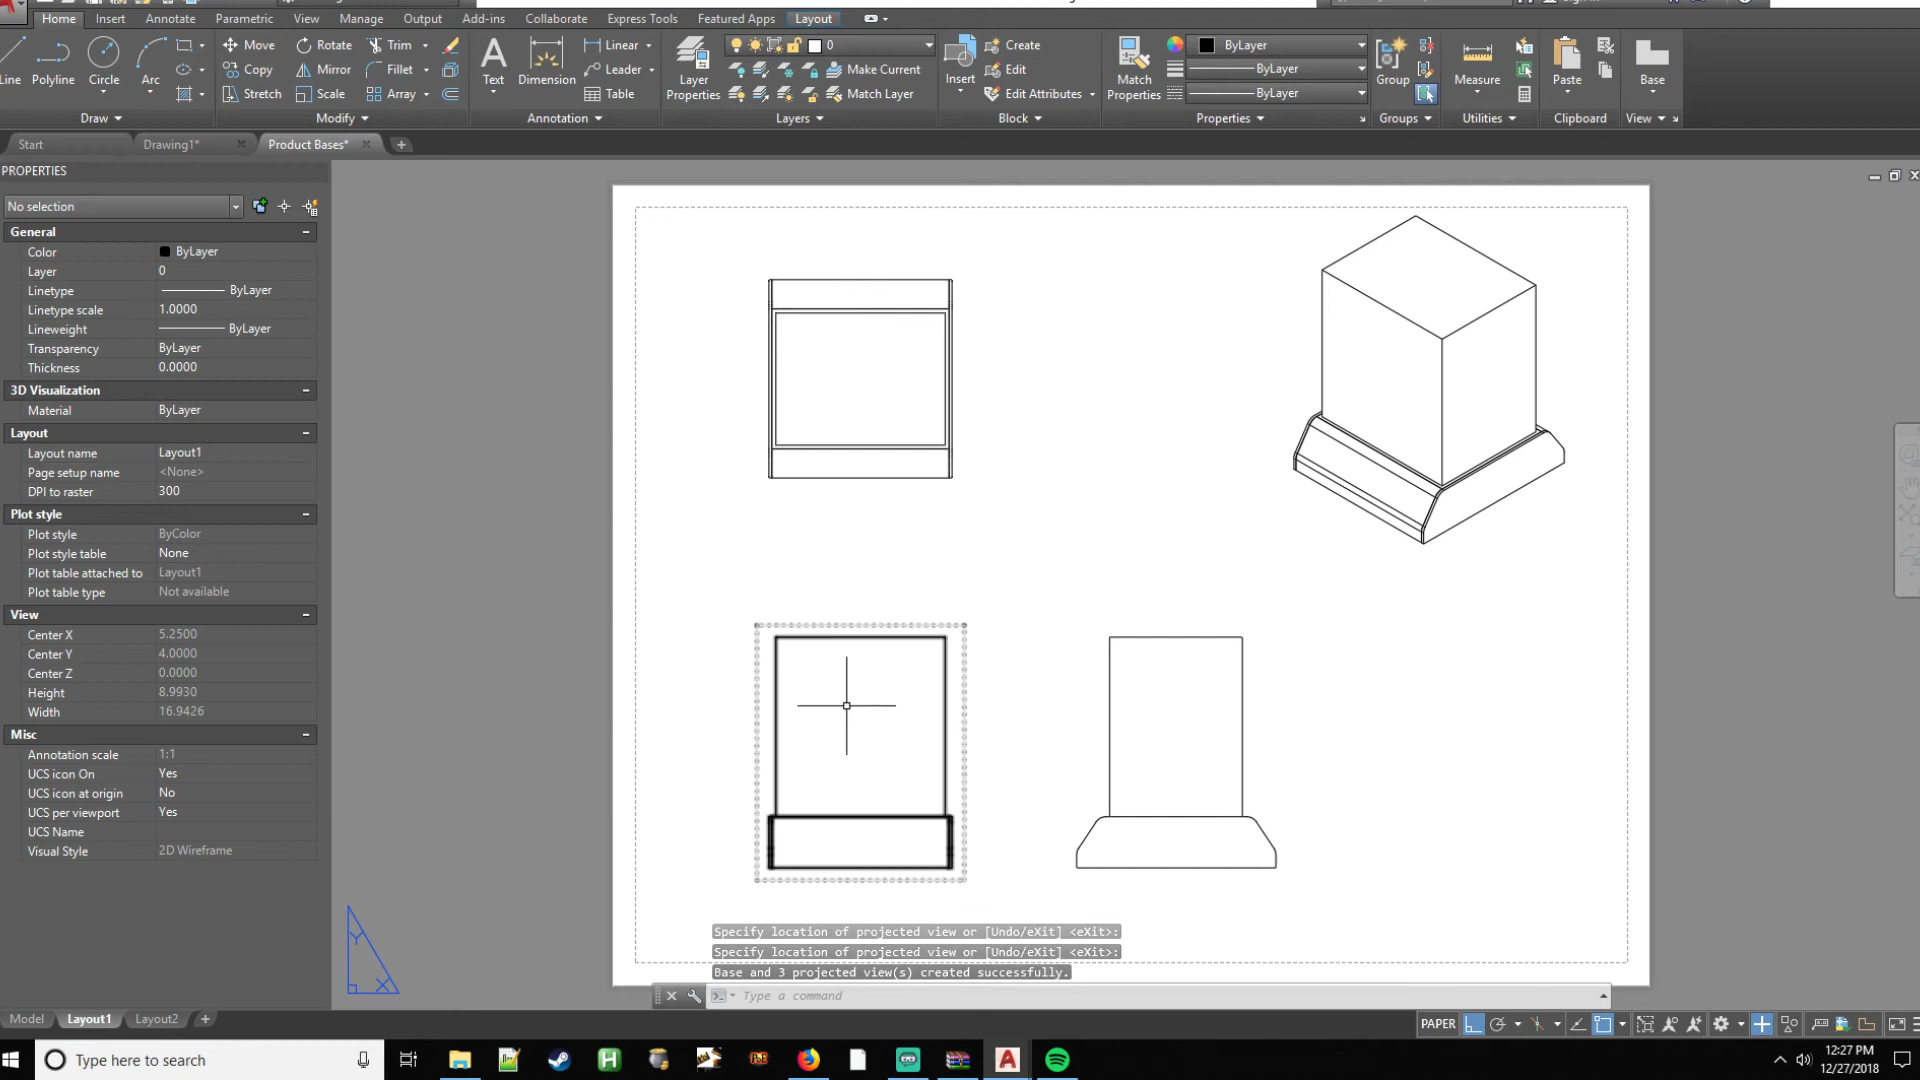 Home Insert Annotate Parametric View Manage Output Add-ins Collaborate Express Tools Featured Apps Layout
Line Polyline Circle Arc
Move Rotate Trim
Copy Mirror Fillet
Stretch Scale Array
Text Dimension
Linear
Leader
Table
Layer
Properties
0
Make Current
Match Layer
Insert
Create
Edit
Edit Attributes
Match
Properties
ByLayer
ByLayer
ByLayer
Group
Measure
Paste
Base
Draw Modify Annotation Layers Block Properties Groups Utilities Clipboard View
Start Drawing1* Product Bases*
PROPERTIES
No selection
General
Color ByLayer
Layer 0
Linetype ByLayer
Linetype scale 1.0000
Lineweight ByLayer
Transparency ByLayer
Thickness 0.0000
3D Visualization
Material ByLayer
Layout
Layout name Layout1
Page setup name <None>
DPI to raster 300
Plot style
Plot style ByColor
Plot style table None
Plot table attached to Layout1
Plot table type Not available
View
Center X 5.2500
Center Y 4.0000
Center Z 0.0000
Height 8.9930
Width 16.9426
Misc
Annotation scale 1:1
UCS icon On Yes
UCS icon at origin No
UCS per viewport Yes
UCS Name
Visual Style 2D Wireframe
Y
X
Specify location of projected view or [Undo/eXit] <eXit>:
Specify location of projected view or [Undo/eXit] <eXit>:
Base and 3 projected view(s) created successfully.
Type a command
Model Layout1 Layout2
PAPER
Type here to search
12:27 PM
12/27/2018